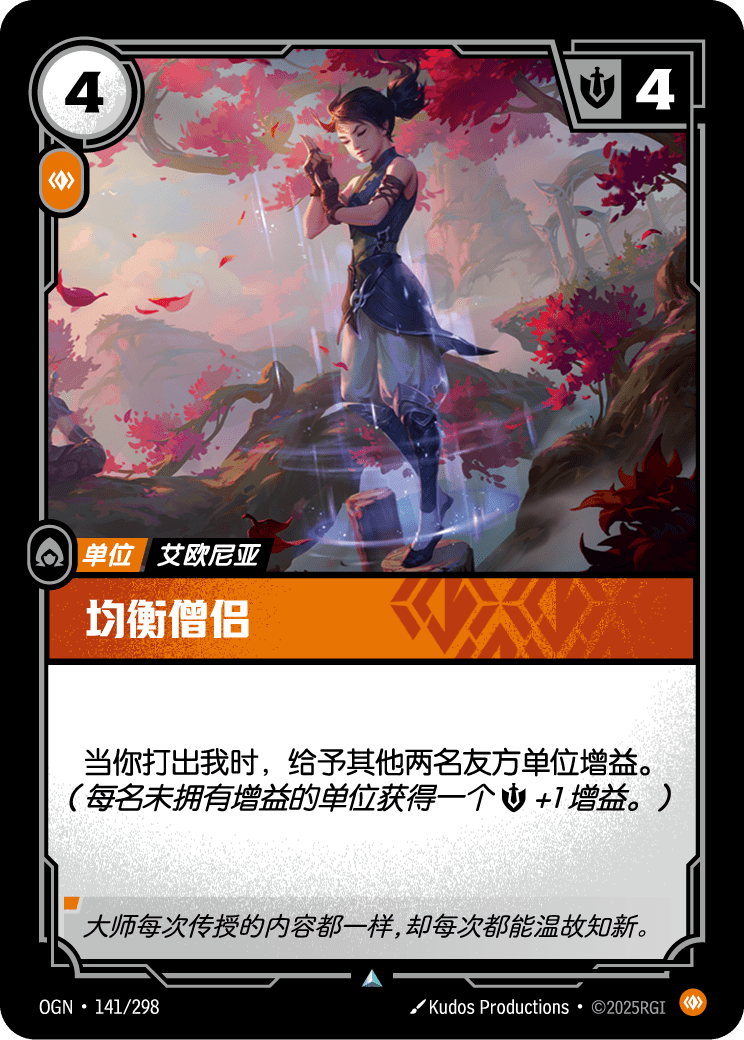 4
4
单位 艾欧尼亚
均衡僧侣
当你打出我时，给予其他两名友方单位增益。
（每名未拥有增益的单位获得一个 +1增益。）
大师每次传授的内容都一样,却每次都能温故知新。
OGN • 141/298 Kudos Productions • ©2025RGI